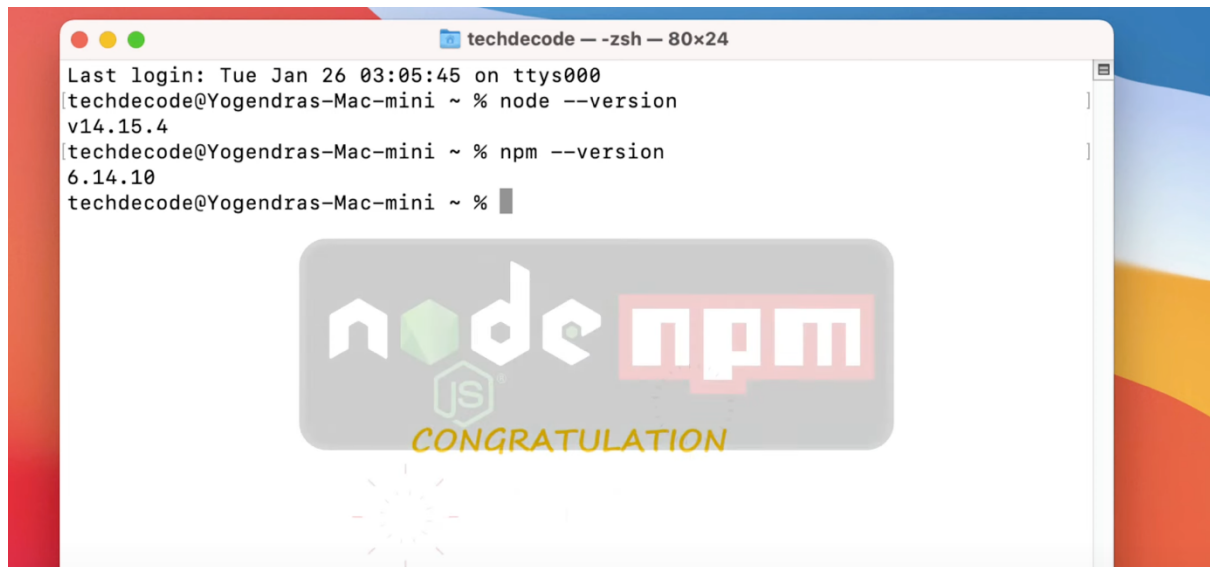 techdecode — -zsh — 80×24
Last login: Tue Jan 26 03:05:45 on ttys000
[techdecode@Yogendras-Mac-mini ~ % node --version ]
v14.15.4
[techdecode@Yogendras-Mac-mini ~ % npm --version ]
6.14.10
techdecode@Yogendras-Mac-mini ~ %
node npm
JS ®
CONGRATULATION